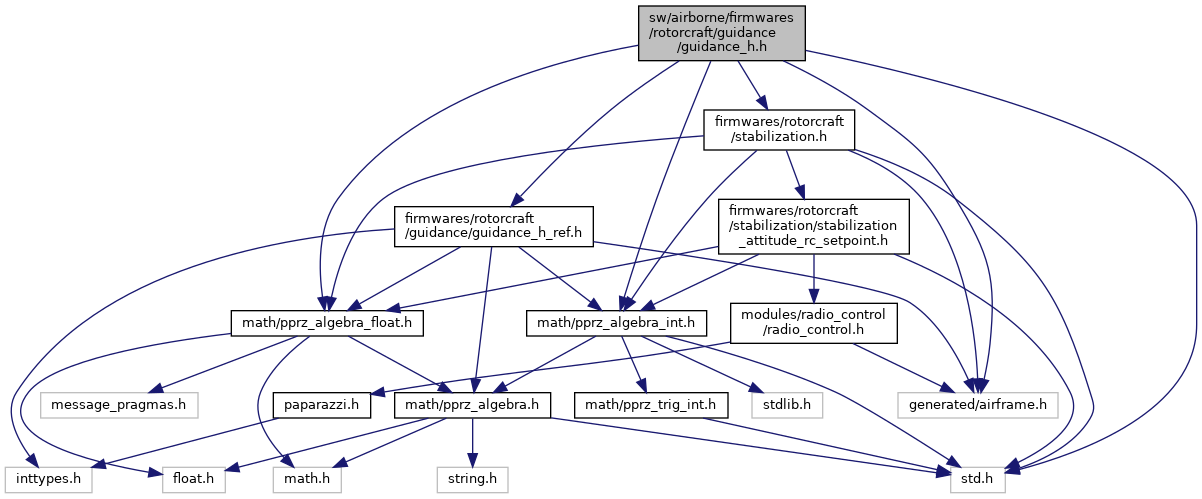 sw/airborne/firmwares
/rotorcraft/guidance
/guidance_h.h
firmwares/rotorcraft
/stabilization.h
firmwares/rotorcraft
/guidance/guidance_h_ref.h
firmwares/rotorcraft
/stabilization/stabilization
_attitude_rc_setpoint.h
math/pprz_algebra_float.h
math/pprz_algebra_int.h
modules/radio_control
/radio_control.h
message_pragmas.h
paparazzi.h
math/pprz_algebra.h
math/pprz_trig_int.h
stdlib.h
generated/airframe.h
inttypes.h
float.h
math.h
string.h
std.h